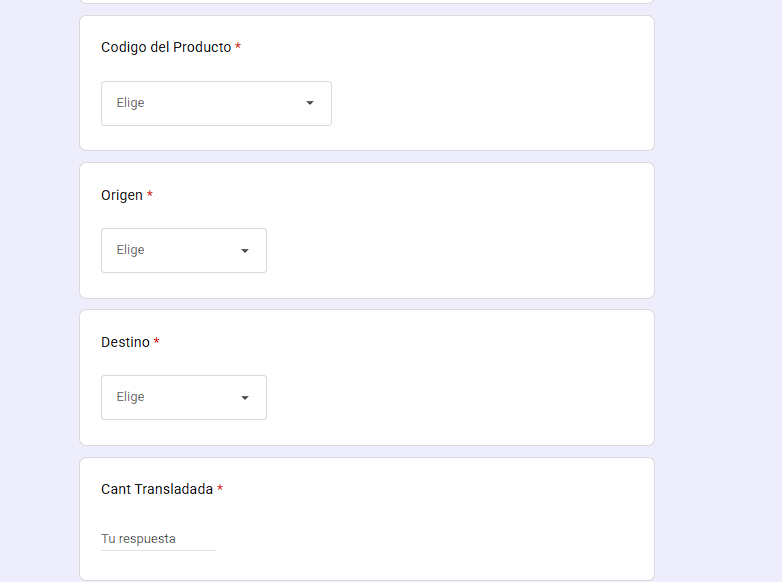 Codigo del Producto *
Elige
Origen *
Elige
Destino *
Elige
Cant Transladada *
Tu respuesta